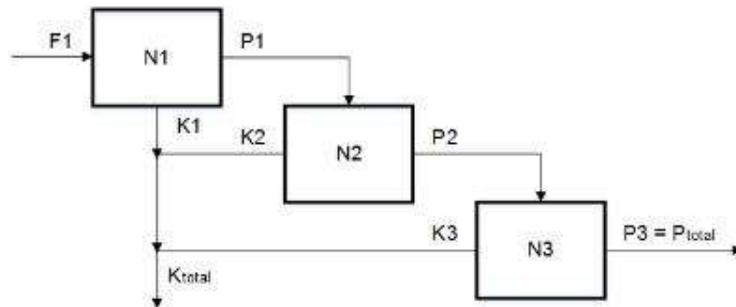 F1
N1
P1
K1
K2
N2
P2
K3
N3
P3 = Ptotal
Ktotal